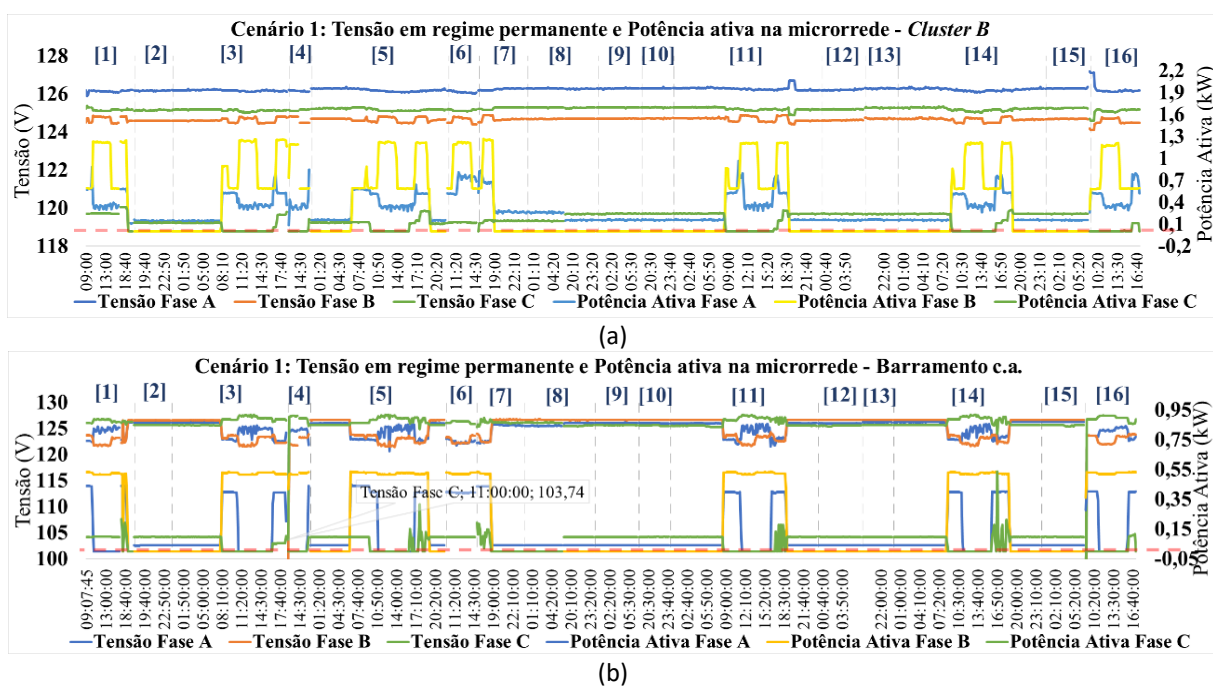 Cenário 1: Tensão em regime permanente e Potência ativa na microrrede - Cluster B
[1] [2] [3] [4] [5] [6] [7] [8] [9] [10] [11] [12] [13] [14] [15] [16]
Tensão (V)
128
126
124
122
120
118
2,2
1,9
1,6
1,3
1
0,7
0,4
0,1
-0,2
Potência Ativa (kW)
09:00 13:00 18:40 19:40 22:50 01:50 05:00 08:10 11:20 14:30 17:40 14:30 01:20 04:30 07:40 10:50 14:00 17:10 20:20 11:20 14:30 19:00 22:10 01:10 17:00 20:10 23:20 02:20 20:30 23:40 02:40 05:50 09:00 12:10 15:20 18:30 21:40 00:40 03:50 22:00 01:00 04:10 07:20 10:30 13:40 16:50 20:00 23:10 02:10 05:20 10:20 13:30 16:40
Tensão Fase A Tensão Fase B Tensão Fase C Potência Ativa Fase A Potência Ativa Fase B Potência Ativa Fase C
(a)
Cenário 1: Tensão em regime permanente e Potência ativa na microrrede - Barramento c.a.
[1] [2] [3] [4] [5] [6] [7] [8] [9] [10] [11] [12] [13] [14] [15] [16]
Tensão (V)
130
125
120
115
110
105
100
Tensão Fase C; 11:00:00; 103,74
0,95
0,75
0,55
0,35
0,15
-0,05
Potência Ativa (kW)
09:07:45 13:00:00 18:40:00 19:40:00 22:50:00 01:50:00 05:00:00 08:10:00 11:20:00 14:30:00 17:40:00 14:30:00 01:20:00 04:30:00 07:40:00 10:50:00 14:00:00 17:10:00 20:20:00 11:20:00 14:30:00 19:00:00 22:10:00 01:10:00 17:00:00 20:10:00 23:20:00 02:20:00 20:30:00 23:40:00 02:40:00 05:50:00 09:00:00 12:10:00 15:20:00 18:30:00 21:40:00 00:40:00 03:50:00 22:00:00 01:00:00 04:10:00 07:20:00 10:30:00 13:40:00 16:50:00 20:00:00 23:10:00 02:10:00 05:20:00 10:20:00 13:30:00 16:40:00
Tensão Fase A Tensão Fase B Tensão Fase C Potência Ativa Fase A Potência Ativa Fase B Potência Ativa Fase C
(b)